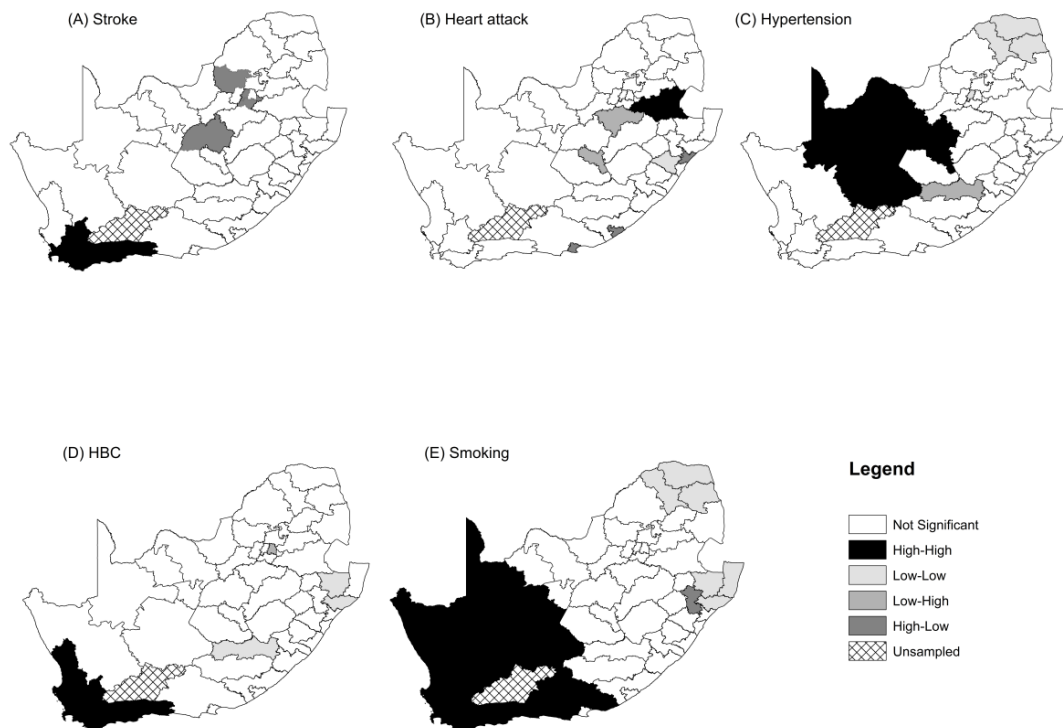 (A) Stroke
(B) Heart attack
(C) Hypertension
(D) HBC
(E) Smoking
Legend
Not Significant
High-High
Low-Low
Low-High
High-Low
Unsampled